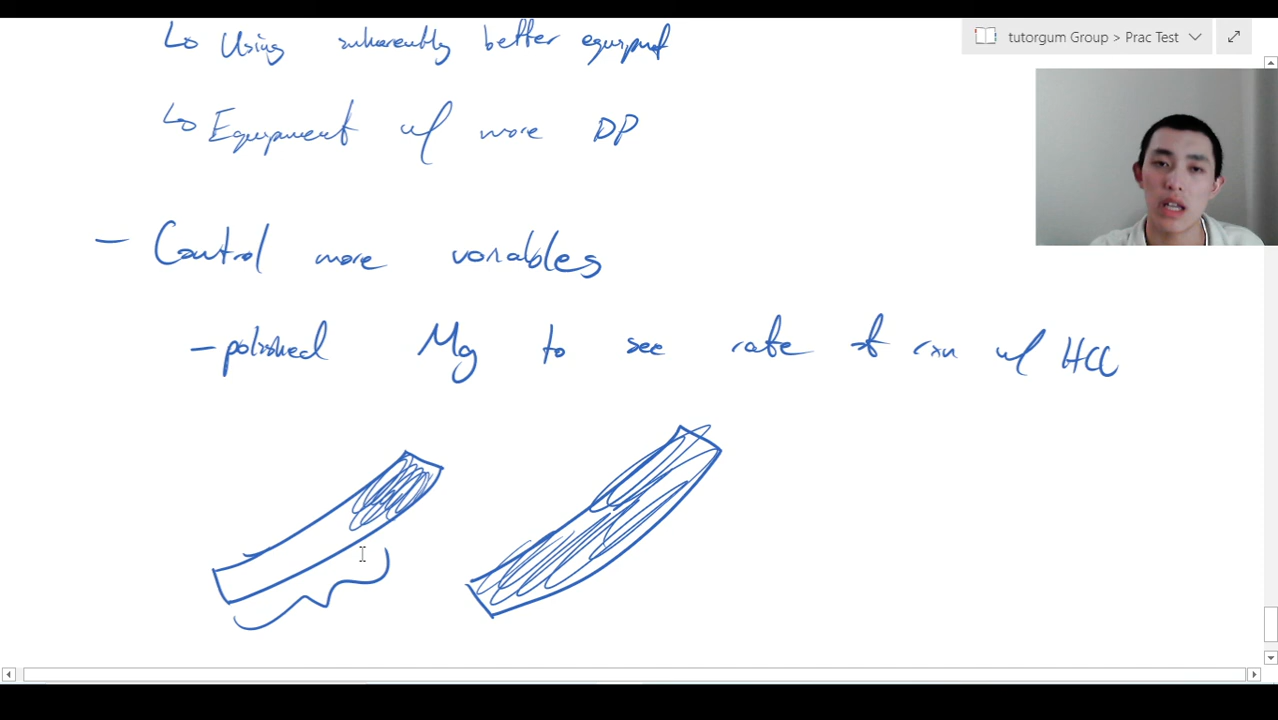 ↳ Using inherently better equipmt
tutorgum Group > Prac Test
↳ Equipment w/ more DP
- Control more variables
- polished Mg to see rate of rxn w/ HCl